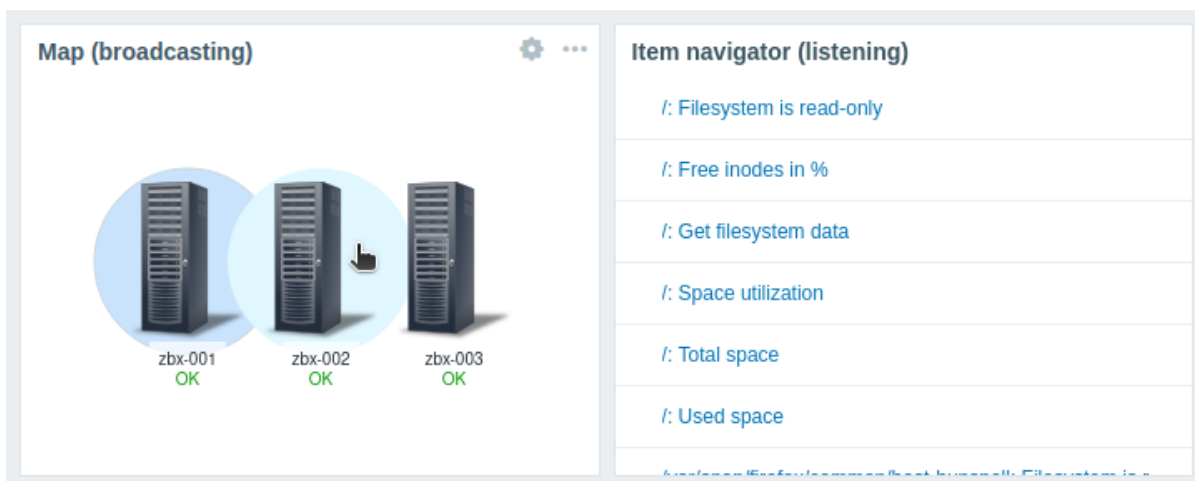 Map (broadcasting)
zbx-001
OK
zbx-002
OK
zbx-003
OK
Item navigator (listening)
/: Filesystem is read-only
/: Free inodes in %
/: Get filesystem data
/: Space utilization
/: Total space
/: Used space